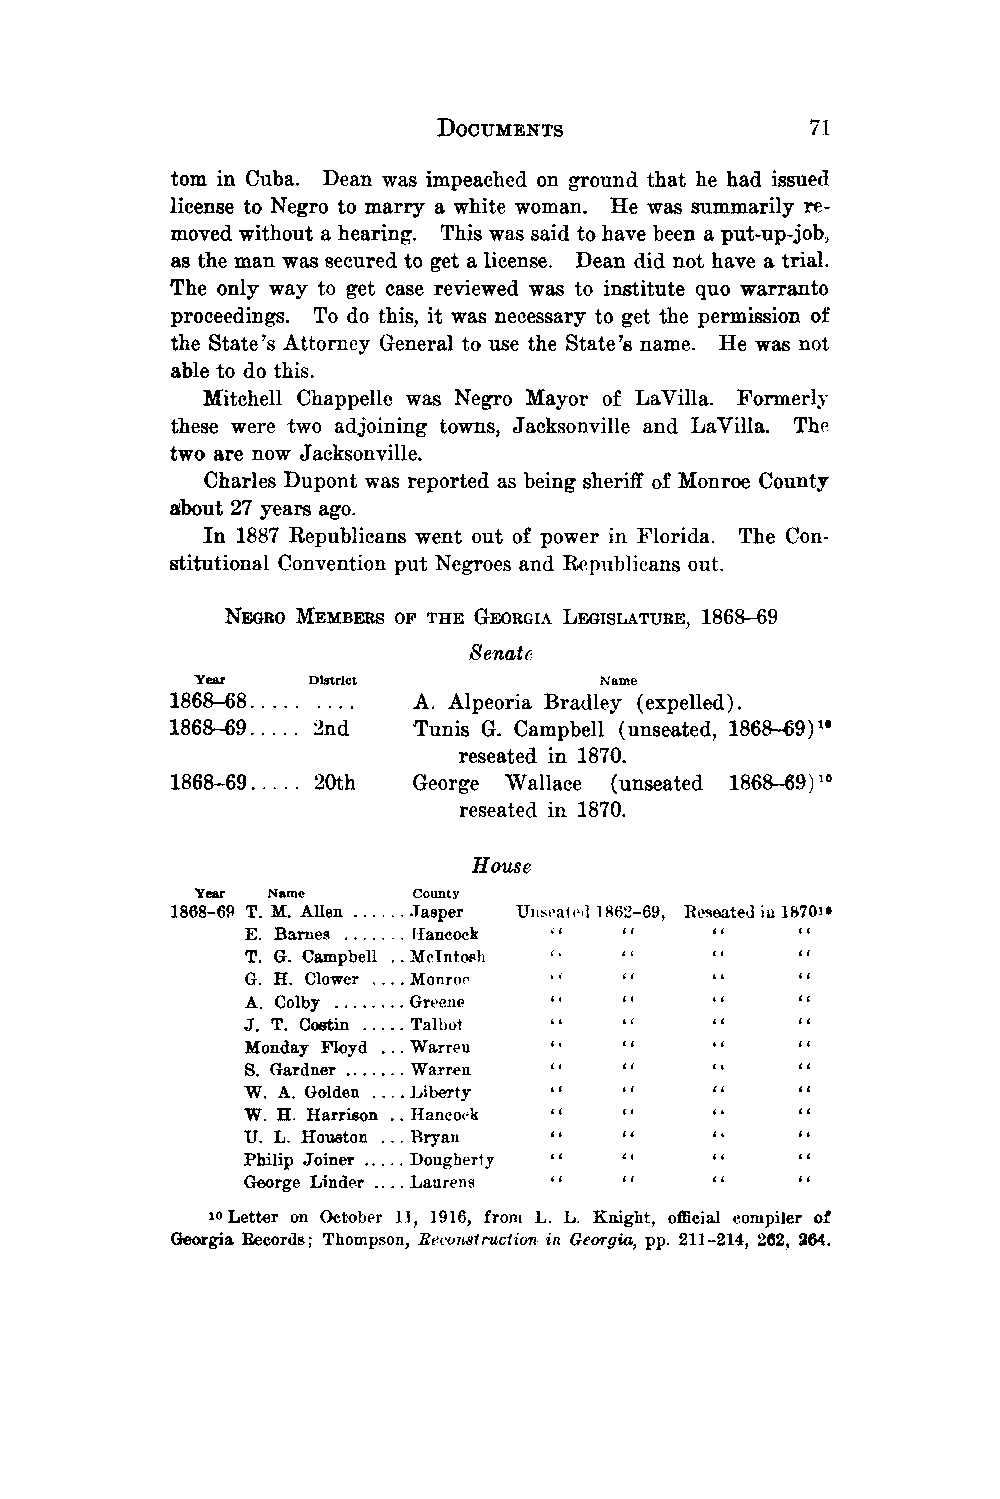 DOCUMENTS 71
tom in Cuba. Dean was impeached on ground that he had issued
license to Negro to marry a white woman. He was summarily re-
moved without a hearing. This was said to have been a put-up-job,
as the man was secured to get a license. Dean did not have a trial.
The only way to get case reviewed was to institute quo warranto
proceedings. To do this, it was necessary to get the permission of
the State's Attorney General to use the State's name. He was not
able to do this.
Mitchell Chappelle was Negro Mayor of LaVilla. Formerly
these were two adjoining towns, Jacksonville and LaVilla. The
two are now Jacksonville.
Charles Dupont was reported as being sheriff of Monroe County
about 27 years ago.
In 1887 Republicans went out of power in Florida. The Con-
stitutional Convention put Negroes and Republicans out.
NEGRO MEMBERS OF THE GEORGIA LEGISLATURE, 1868–69
Senate
Year District Name
1868–68..... .... A. Alpeoria Bradley (expelled).
1868–69..... 2nd Tunis G. Campbell (unseated, 1868–69)¹⁰
reseated in 1870.
1868–69..... 20th George Wallace (unseated 1868–69)¹⁰
reseated in 1870.
House
Year Name County
1868-69 T. M. Allen ......Jasper Unseated 1862-69, Reseated in 1870¹⁰
E. Barnes .......Hancock " " " "
T. G. Campbell ..McIntosh " " " "
G. H. Clower ....Monroe " " " "
A. Colby ........Greene " " " "
J. T. Costin .....Talbot " " " "
Monday Floyd ...Warren " " " "
S. Gardner .......Warren " " " "
W. A. Golden ....Liberty " " " "
W. H. Harrison ..Hancock " " " "
U. L. Houston ...Bryan " " " "
Philip Joiner .....Dougherty " " " "
George Linder ....Laurens " " " "
¹⁰ Letter on October 11, 1916, from L. L. Knight, official compiler of
Georgia Records; Thompson, Reconstruction in Georgia, pp. 211-214, 262, 264.